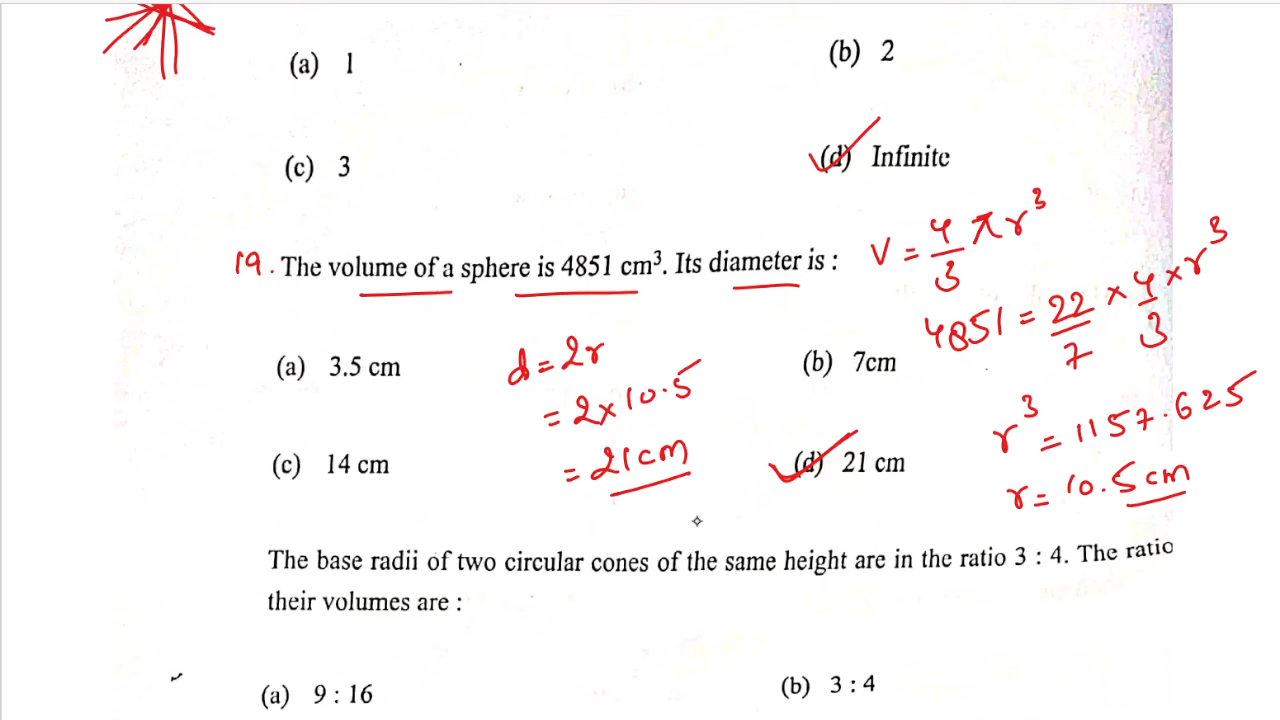 (a) 1
(b) 2
(c) 3
(d) Infinite
19. The volume of a sphere is 4851 cm³. Its diameter is :
V = 4/3 πr³
4851 = 22/7 × 4/3 × r³
(a) 3.5 cm
(b) 7cm
d = 2r
= 2×10.5
= 21cm
r³ = 1157.625
r = 10.5cm
(c) 14 cm
(d) 21 cm
The base radii of two circular cones of the same height are in the ratio 3 : 4. The ratio
their volumes are :
(a) 9 : 16
(b) 3 : 4